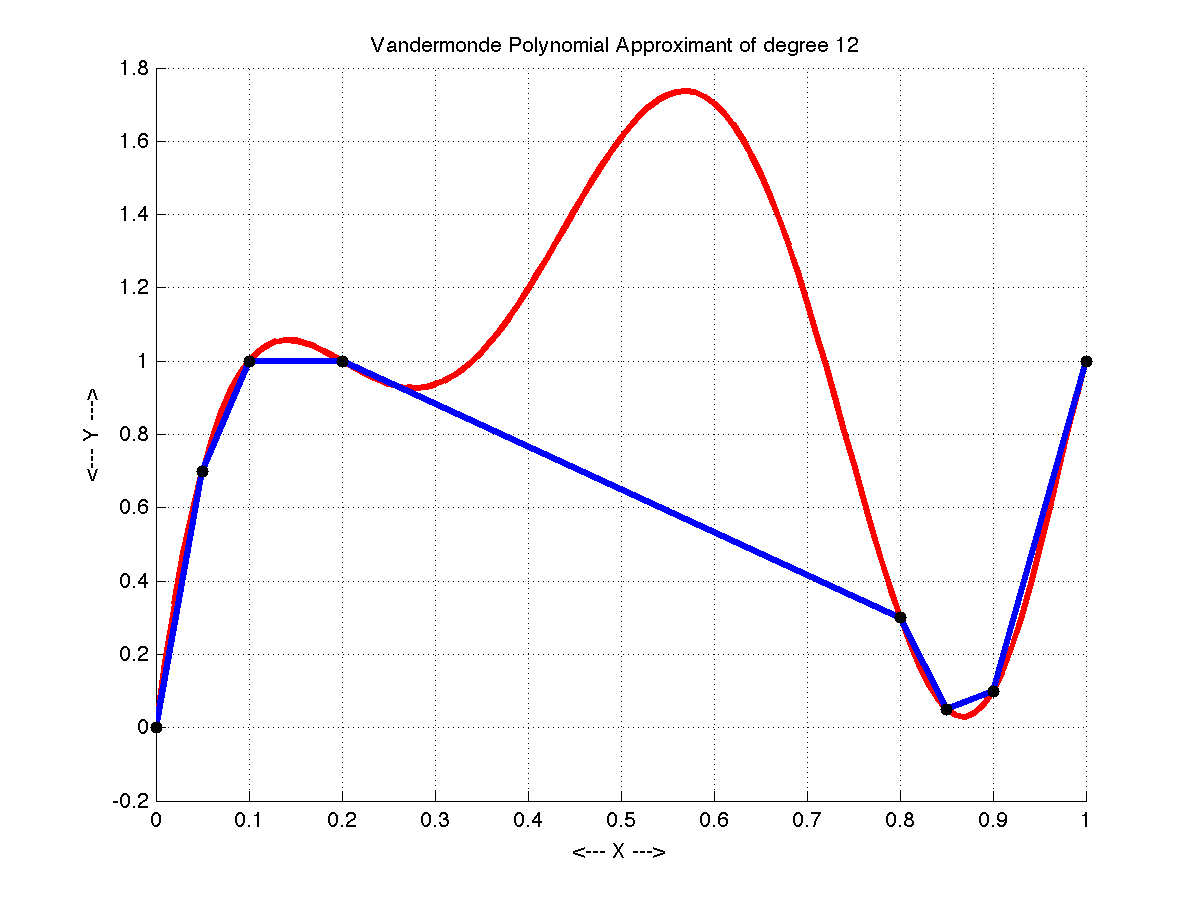 Vandermonde Polynomial Approximant of degree 12
1.8
1.6
1.4
1.2
1
0.8
0.6
0.4
0.2
0
-0.2
<--- Y --->
0 0.1 0.2 0.3 0.4 0.5 0.6 0.7 0.8 0.9 1
<--- X --->